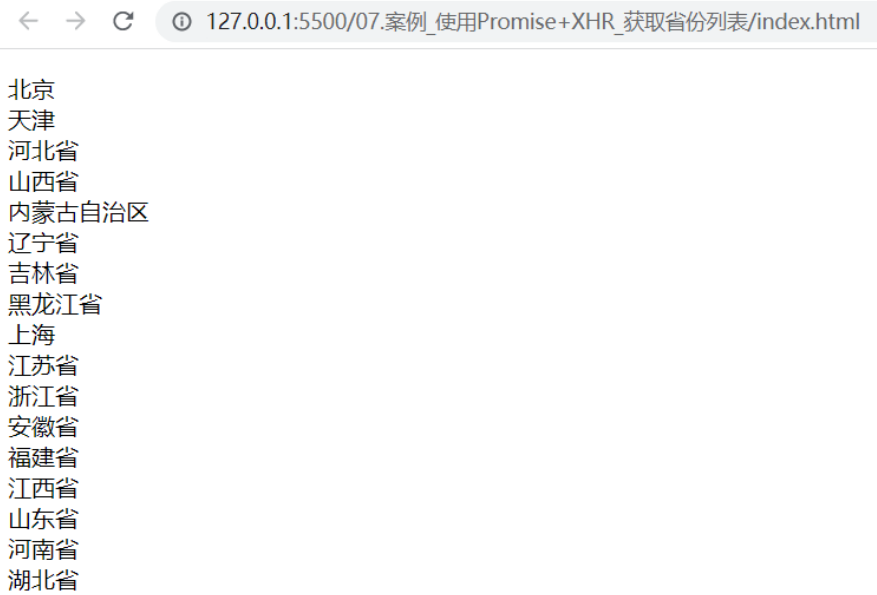 127.0.0.1:5500/07.案例_使用Promise+XHR_获取省份列表/index.html
北京
天津
河北省
山西省
内蒙古自治区
辽宁省
吉林省
黑龙江省
上海
江苏省
浙江省
安徽省
福建省
江西省
山东省
河南省
湖北省